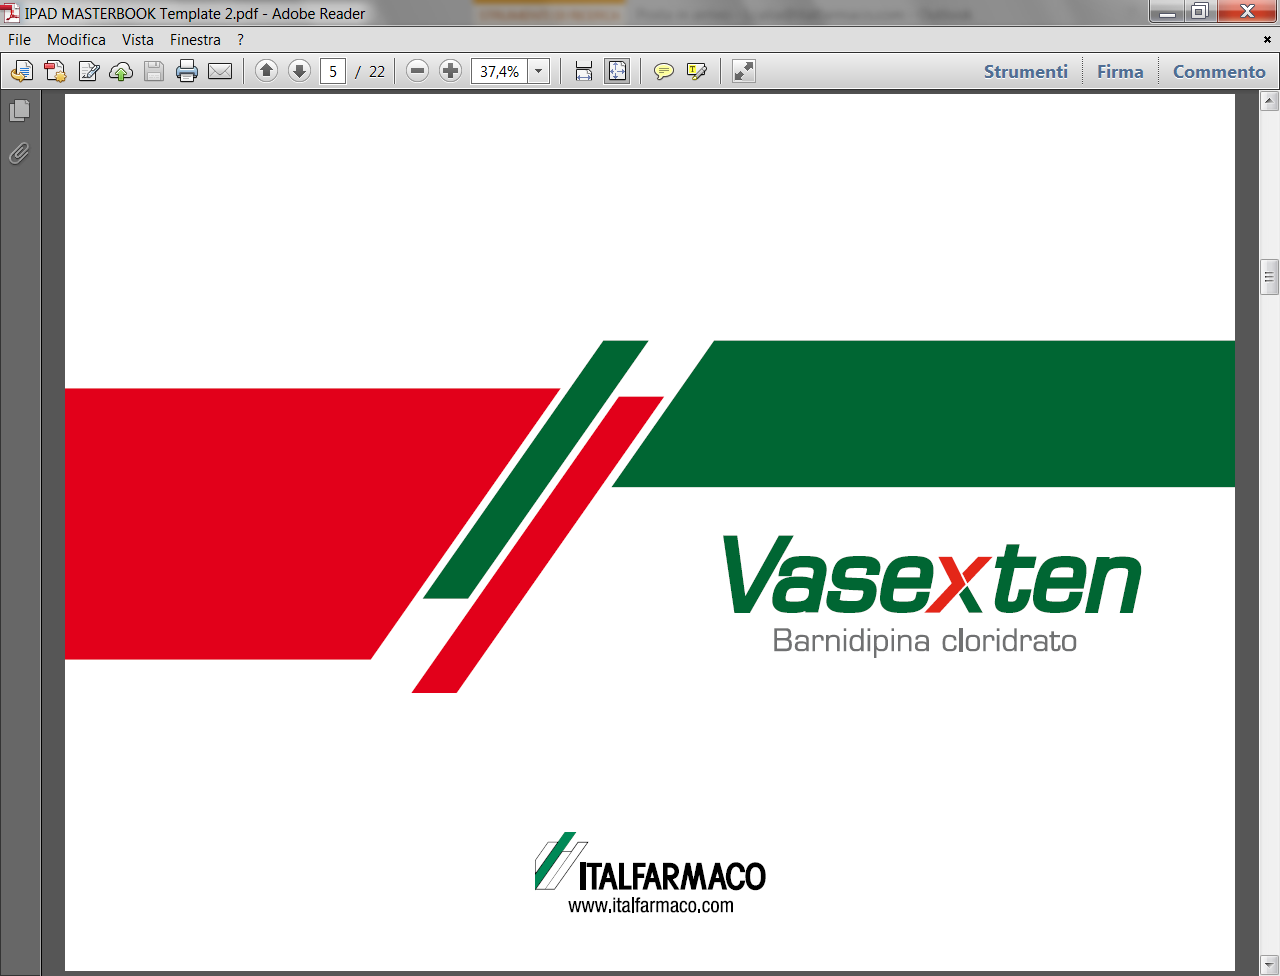 IPAD MASTERBOOK Template 2.pdf - Adobe Reader
File Modifica Vista Finestra ?
5 / 22 37,4% Strumenti Firma Commento
Vasexten
Barnidipina cloridrato
ITALFARMACO
www.italfarmaco.com